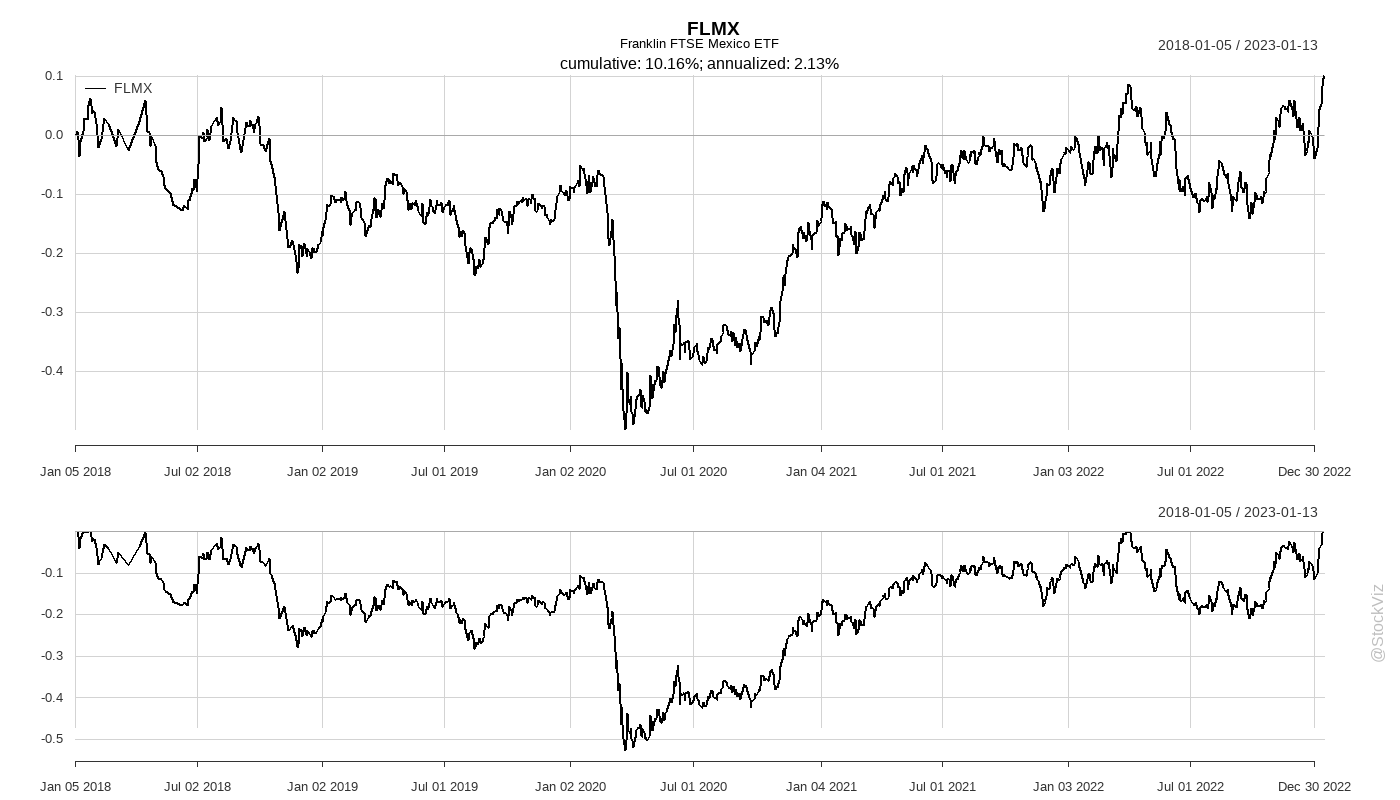 FLMX
Franklin FTSE Mexico ETF
2018-01-05 / 2023-01-13
cumulative: 10.16%; annualized: 2.13%
FLMX
0.1
0.0
-0.1
-0.2
-0.3
-0.4
Jan 05 2018 Jul 02 2018 Jan 02 2019 Jul 01 2019 Jan 02 2020 Jul 01 2020 Jan 04 2021 Jul 01 2021 Jan 03 2022 Jul 01 2022 Dec 30 2022
2018-01-05 / 2023-01-13
-0.1
-0.2
-0.3
-0.4
-0.5
Jan 05 2018 Jul 02 2018 Jan 02 2019 Jul 01 2019 Jan 02 2020 Jul 01 2020 Jan 04 2021 Jul 01 2021 Jan 03 2022 Jul 01 2022 Dec 30 2022
@StockViz